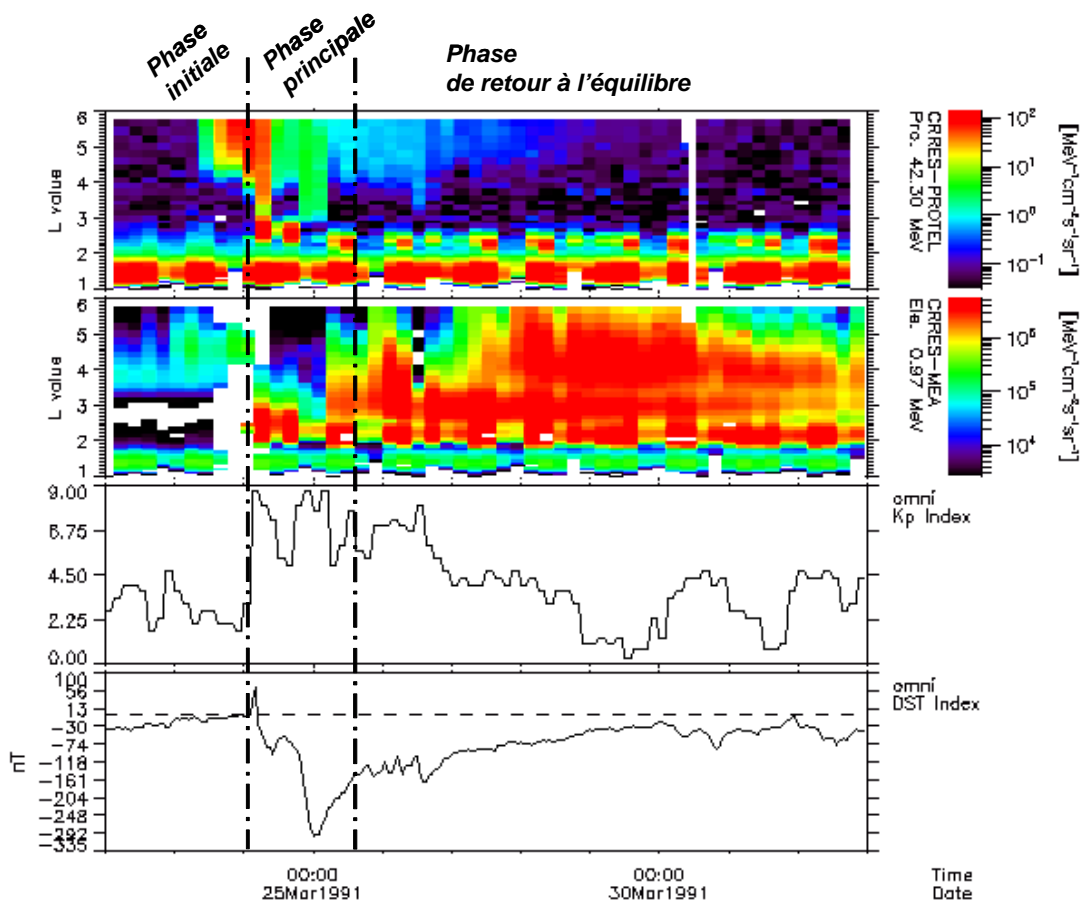 Phase
initiale
Phase
principale
Phase
de retour à l'équilibre
6
5
4
3
2
1
L value
CRRES-PROTEL
Pro. 42.30 MeV
10²
10¹
10⁰
10⁻¹
[MeV⁻¹cm⁻²s⁻¹sr⁻¹]
6
5
4
3
2
1
L value
CRRES-MEA
Ele. 0.97 MeV
10⁶
10⁵
10⁴
[MeV⁻¹cm⁻²s⁻¹sr⁻¹]
9.00
6.75
4.50
2.25
0.00
omni
Kp Index
100
56
13
-30
-74
-118
-161
-204
-248
-292
-335
nT
omni
DST Index
00:00
25Mar1991
00:00
30Mar1991
Time
Date